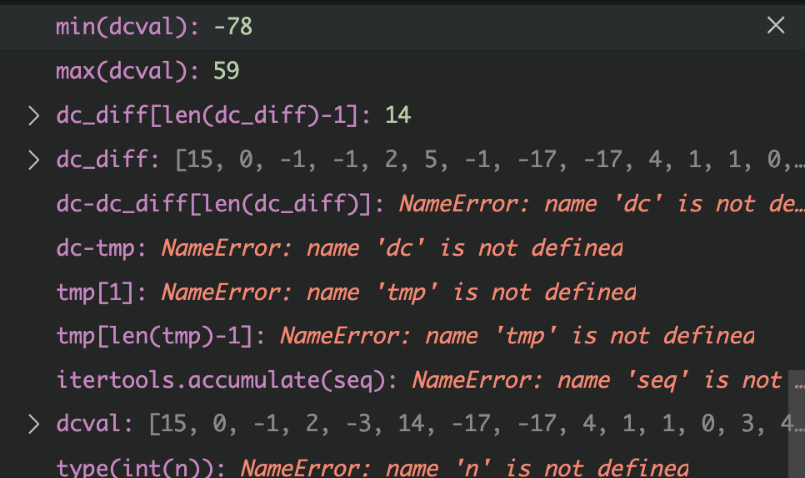 min(dcval): -78
max(dcval): 59
dc_diff[len(dc_diff)-1]: 14
dc_diff: [15, 0, -1, -1, 2, 5, -1, -17, -17, 4, 1, 1, 0,…
dc-dc_diff[len(dc_diff)]: NameError: name 'dc' is not de…
dc-tmp: NameError: name 'dc' is not defined
tmp[1]: NameError: name 'tmp' is not defined
tmp[len(tmp)-1]: NameError: name 'tmp' is not defined
itertools.accumulate(seq): NameError: name 'seq' is not …
dcval: [15, 0, -1, 2, -3, 14, -17, -17, 4, 1, 1, 0, 3, 4…
type(int(n)): NameError: name 'n' is not defined